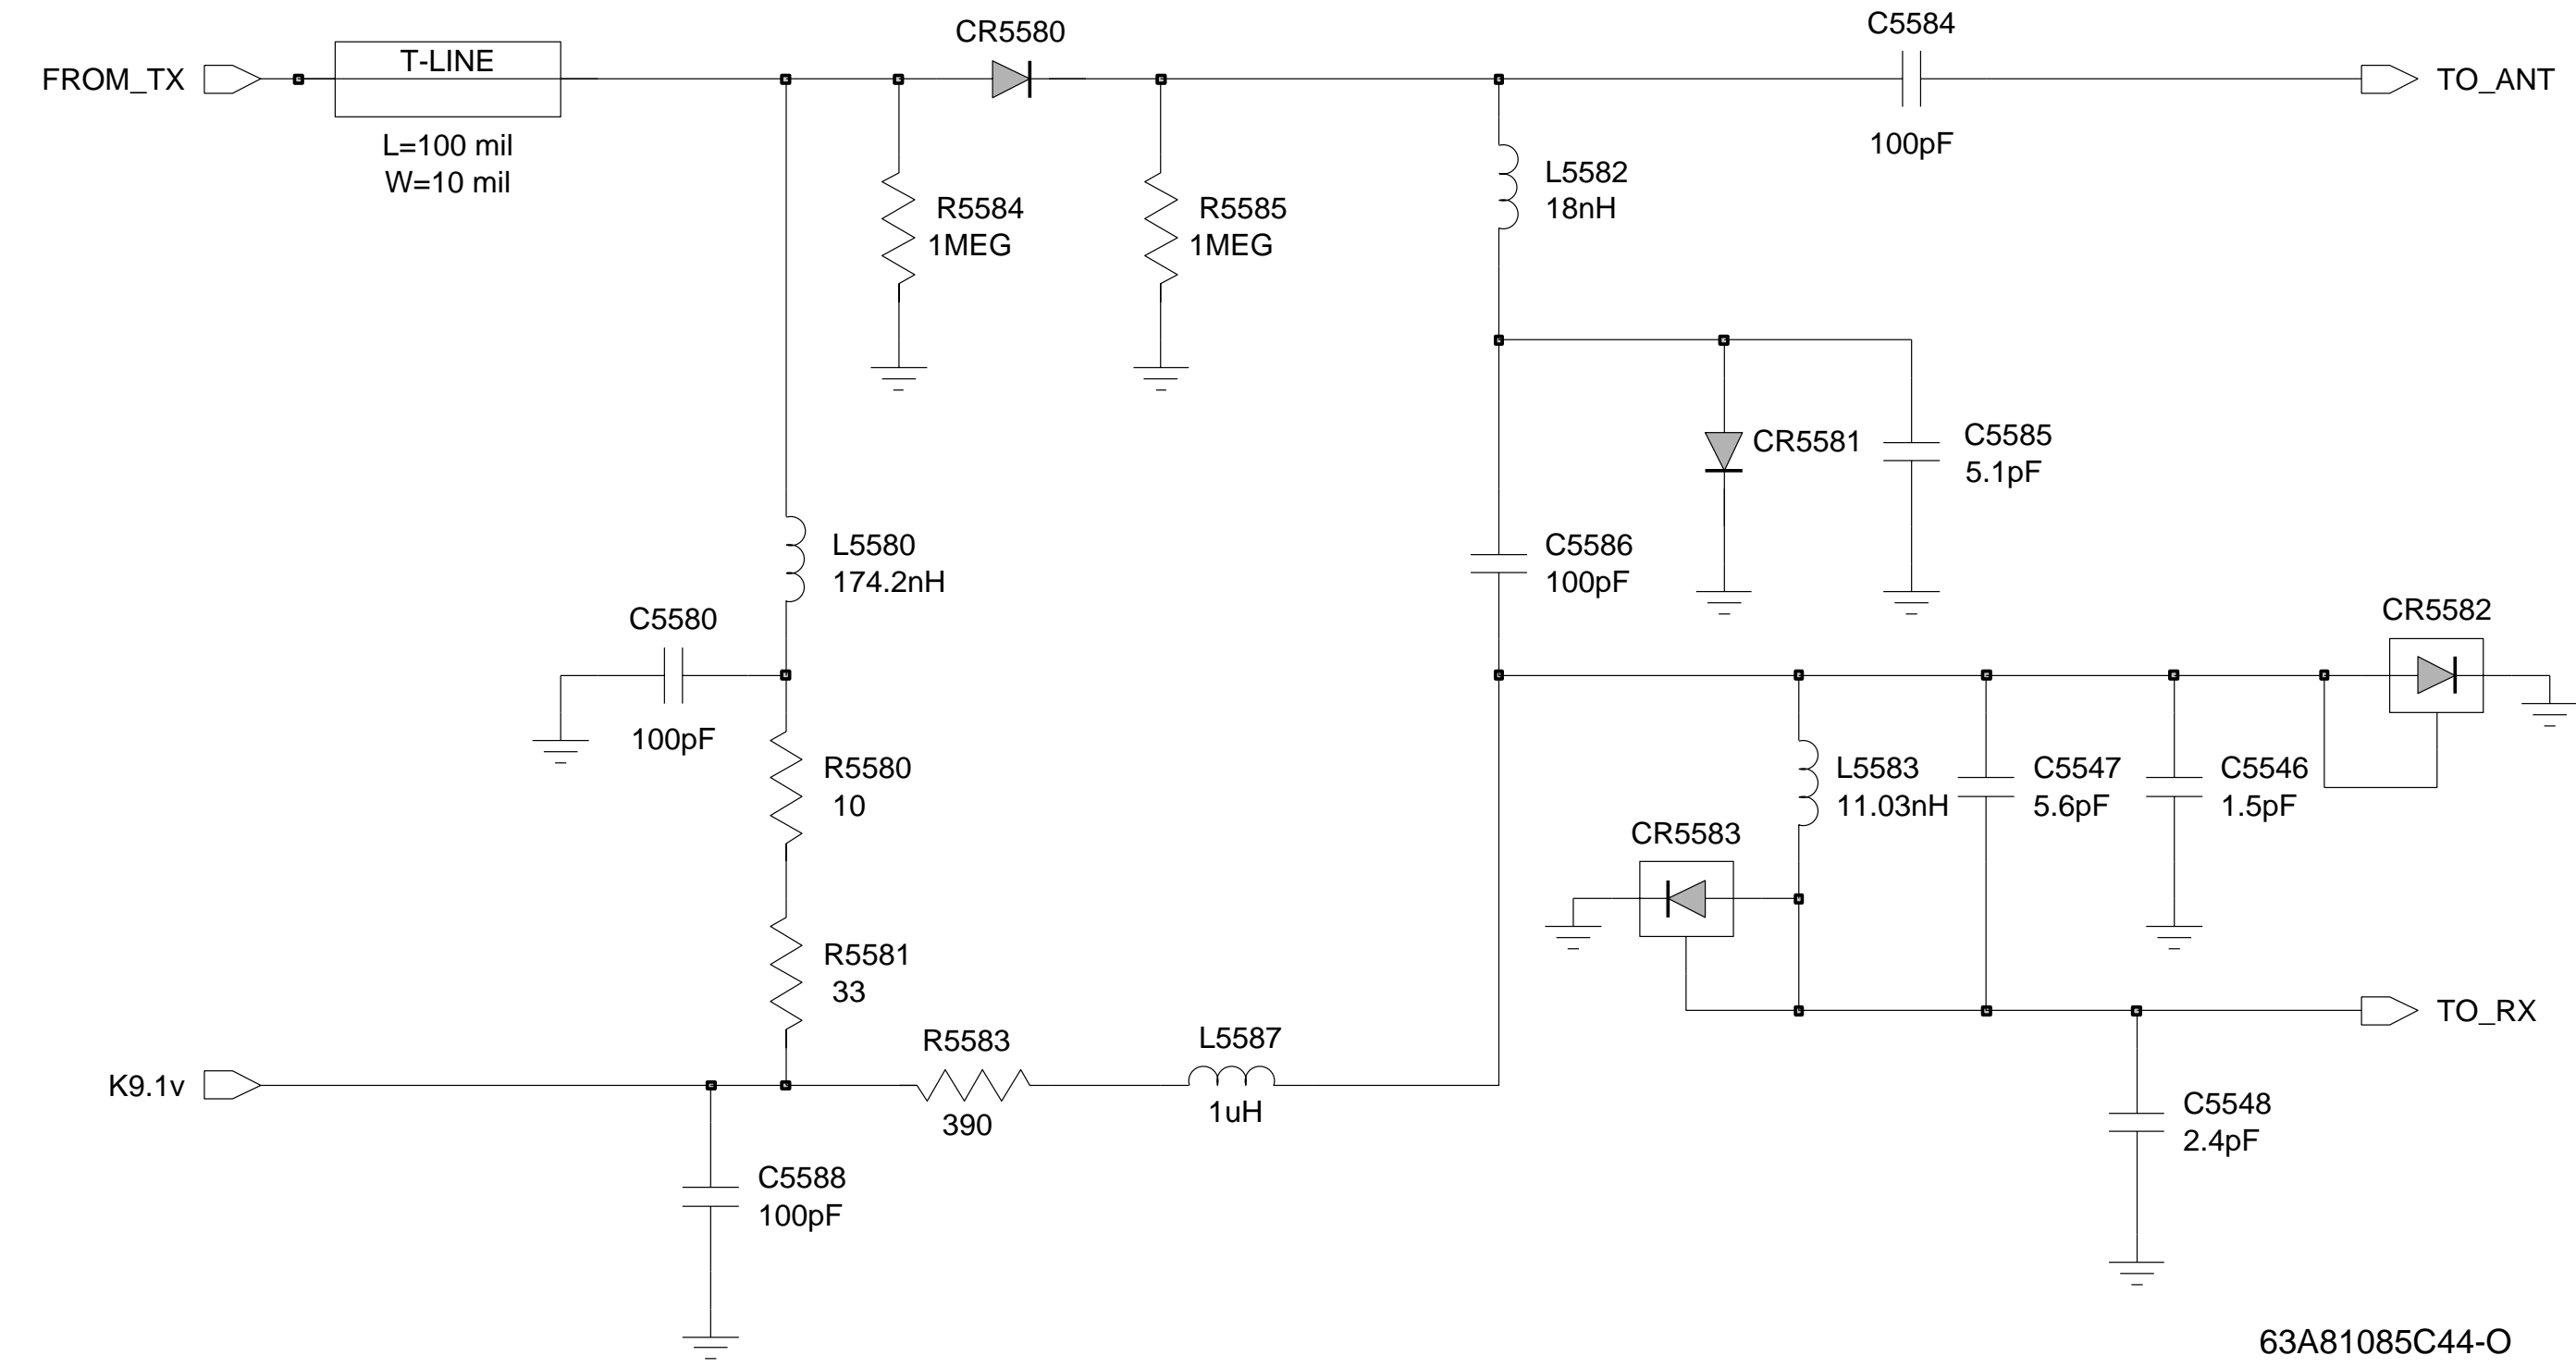 CR5580
C5584
FROM_TX
T-LINE
TO_ANT
L=100 mil
W=10 mil
100pF
L5582
18nH
R5584
1MEG
R5585
1MEG
CR5581
C5585
5.1pF
L5580
174.2nH
C5586
100pF
C5580
100pF
CR5582
R5580
10
L5583
11.03nH
C5547
5.6pF
C5546
1.5pF
CR5583
R5581
33
TO_RX
R5583
390
L5587
1uH
K9.1v
C5548
2.4pF
C5588
100pF
63A81085C44-O